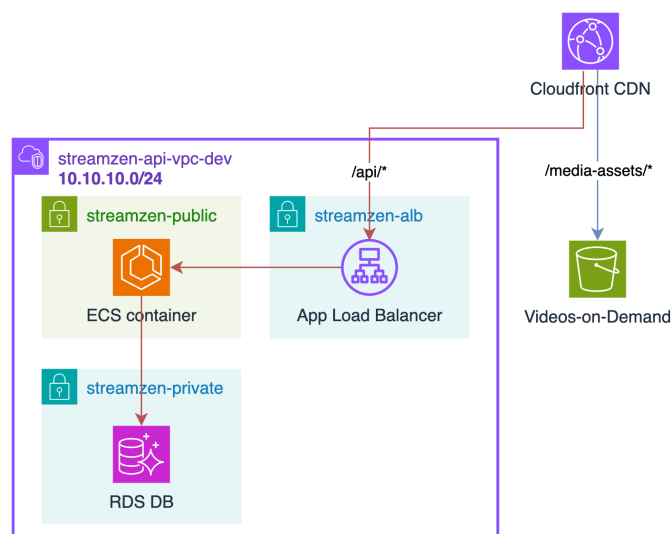 Cloudfront CDN
streamzen-api-vpc-dev
10.10.10.0/24
/api/*
/media-assets/*
streamzen-public
streamzen-alb
ECS container
App Load Balancer
Videos-on-Demand
streamzen-private
RDS DB